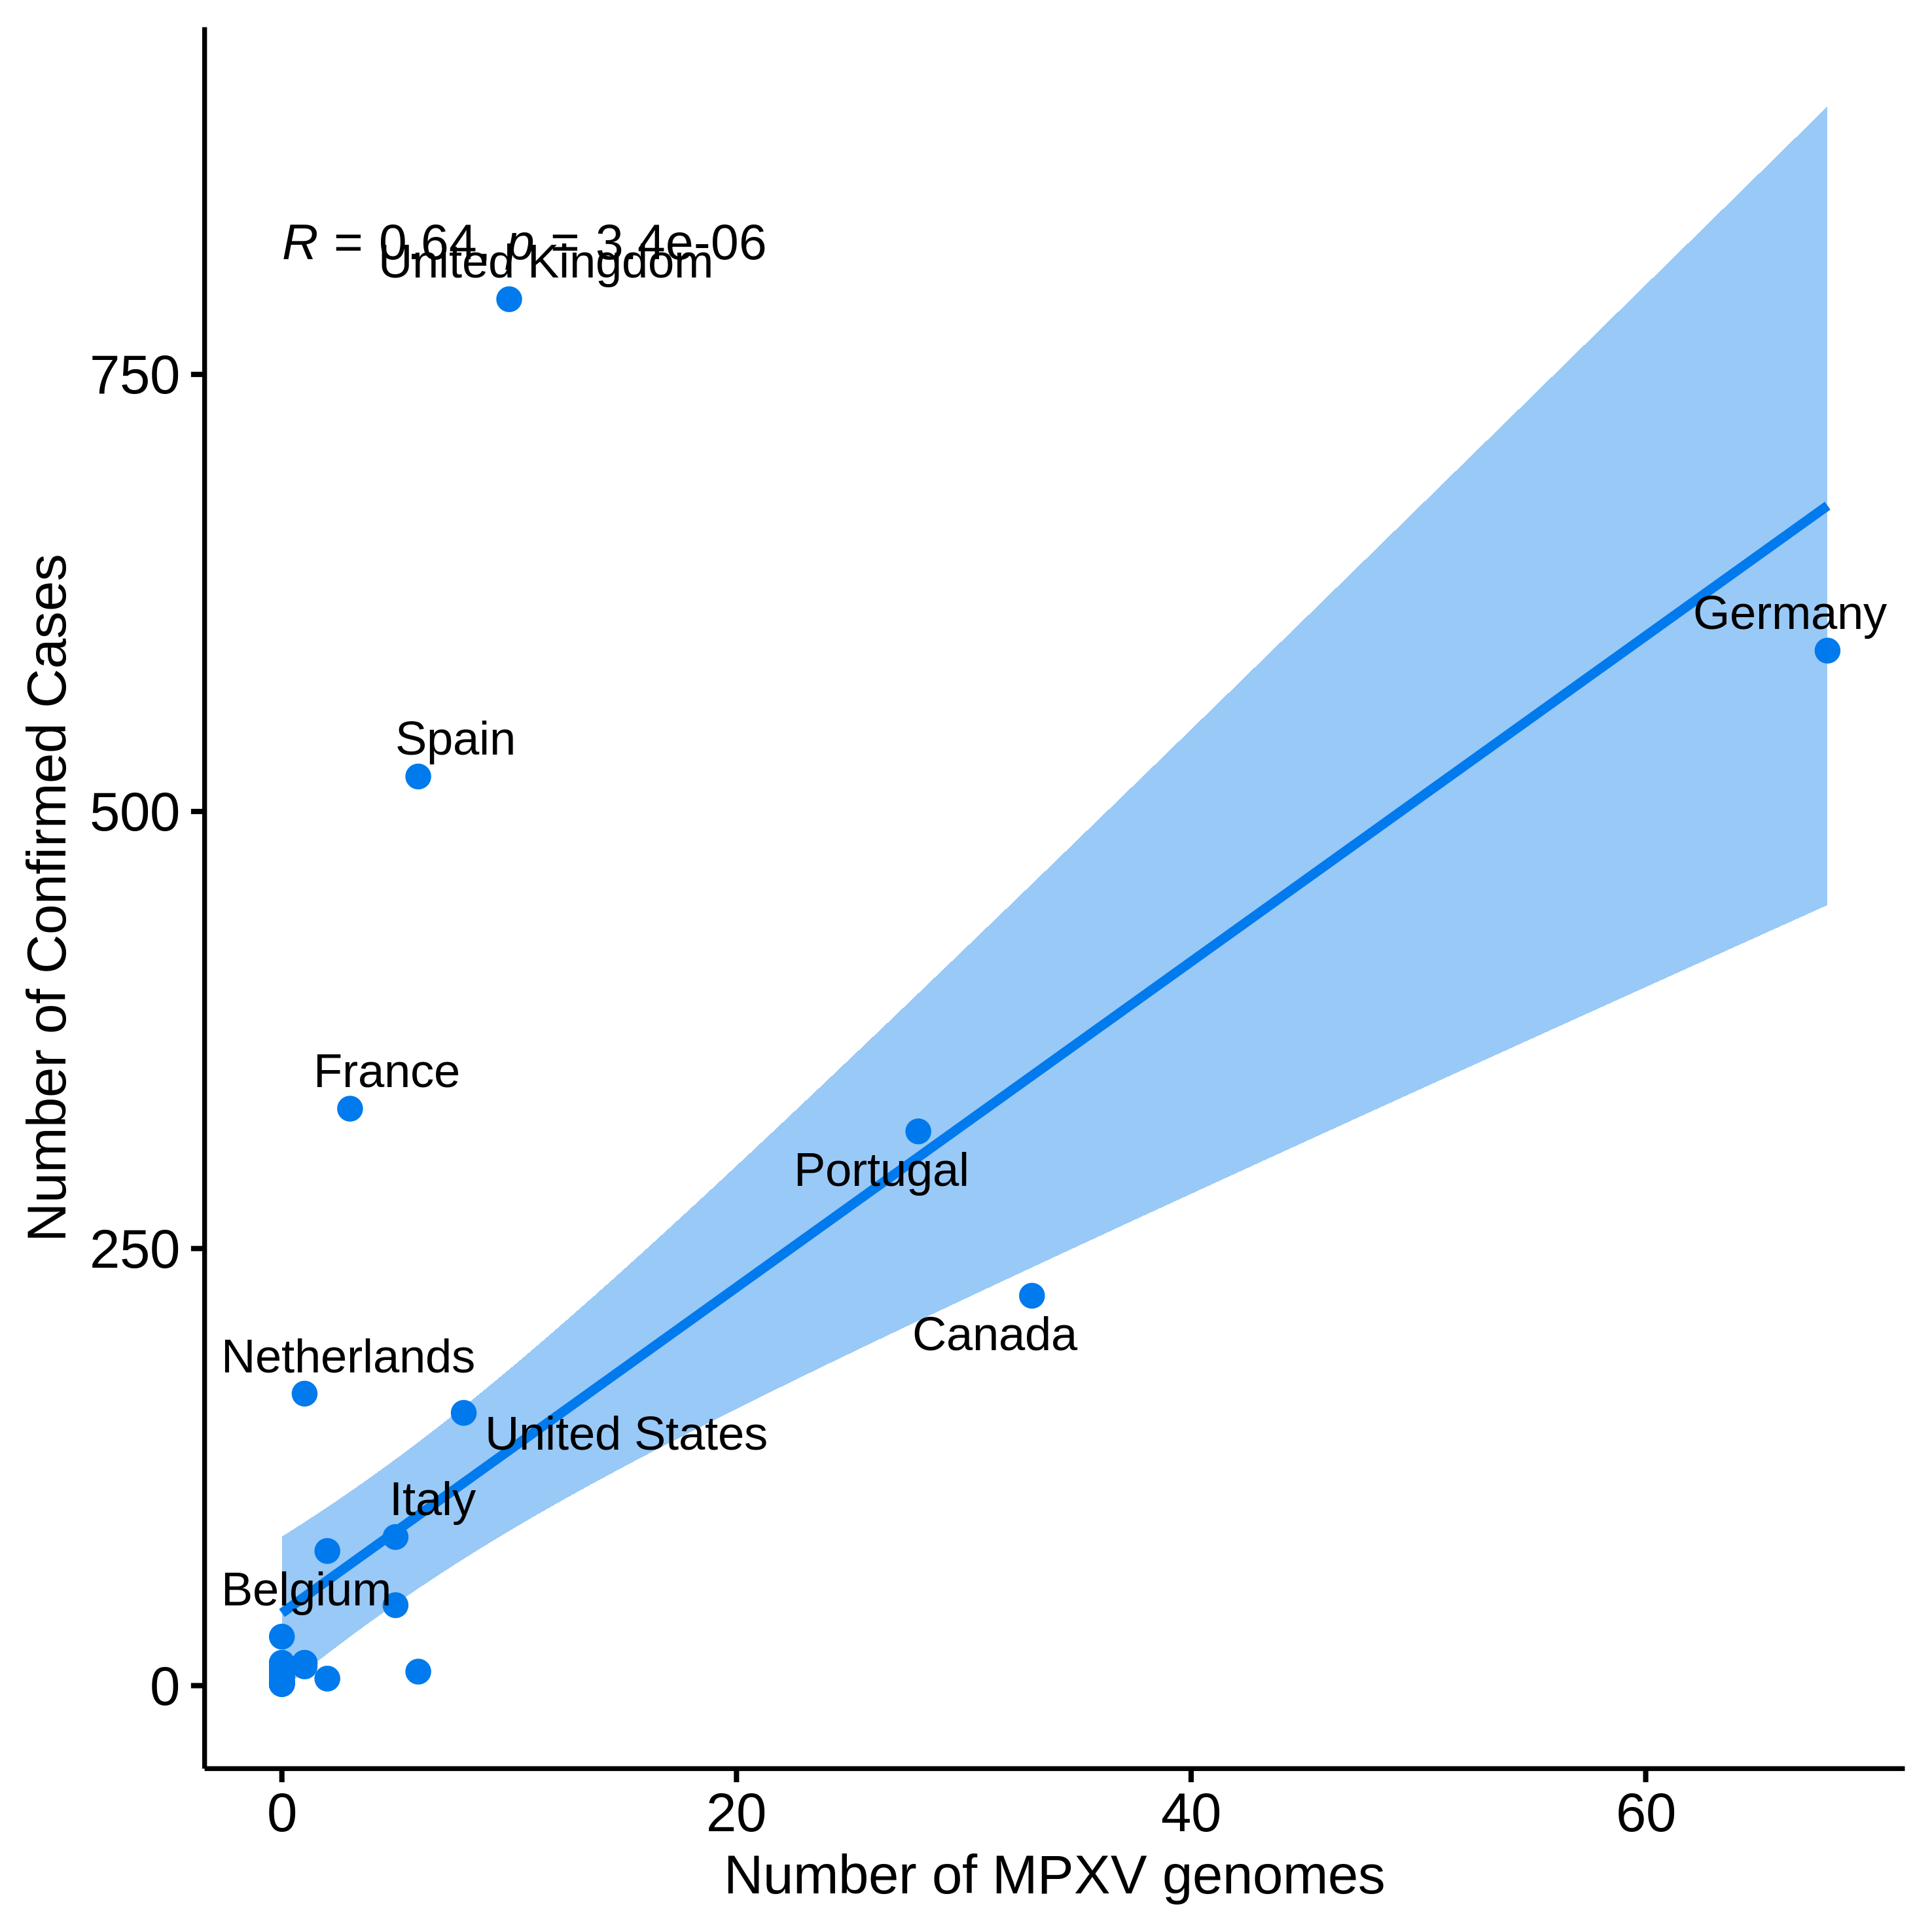 R = 0.64, p = 3.4e-06
United Kingdom
750
Germany
Spain
500
France
Portugal
250
Canada
Netherlands
United States
Italy
Belgium
0
0 20 40 60
Number of MPXV genomes
Number of Confirmed Cases